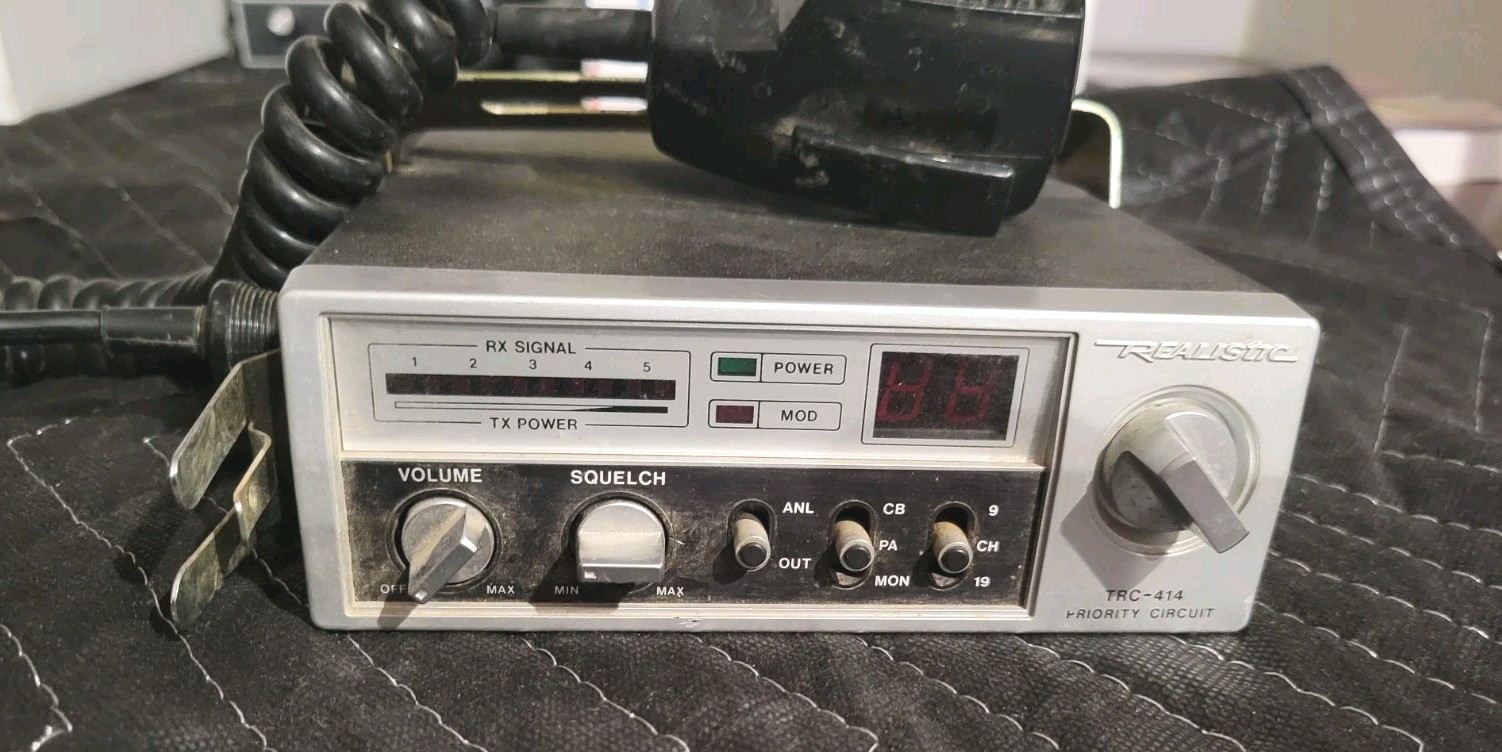 REALISTIC
RX SIGNAL
1 2 3 4 5
TX POWER
POWER
MOD
VOLUME
OFF MAX
SQUELCH
MIN MAX
ANL
OUT
CB
PA
MON
9
CH
19
TRC-414
PRIORITY CIRCUIT